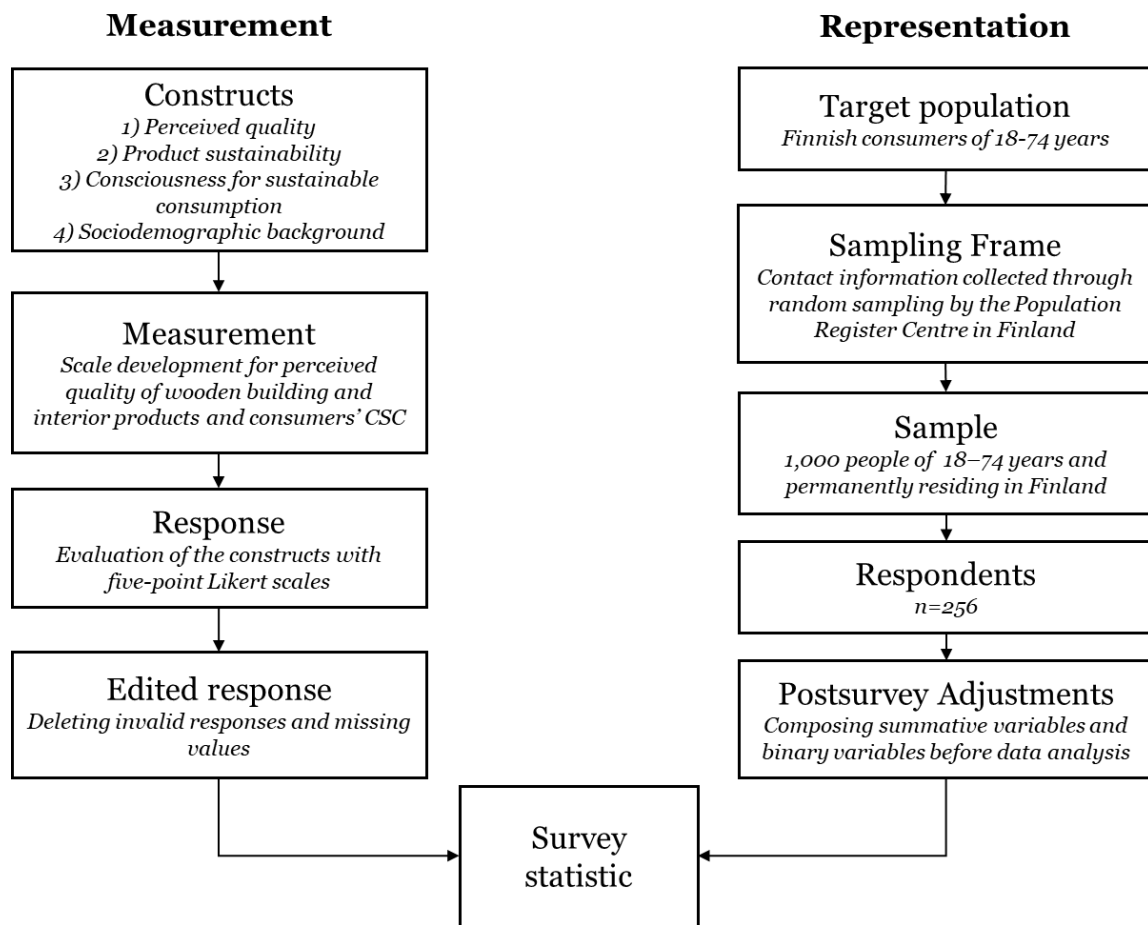 Measurement
Constructs
1) Perceived quality
2) Product sustainability
3) Consciousness for sustainable
consumption
4) Sociodemographic background
Measurement
Scale development for perceived
quality of wooden building and
interior products and consumers’ CSC
Response
Evaluation of the constructs with
five-point Likert scales
Edited response
Deleting invalid responses and missing
values
Representation
Target population
Finnish consumers of 18-74 years
Sampling Frame
Contact information collected through
random sampling by the Population
Register Centre in Finland
Sample
1,000 people of 18–74 years and
permanently residing in Finland
Respondents
n=256
Postsurvey Adjustments
Composing summative variables and
binary variables before data analysis
Survey
statistic